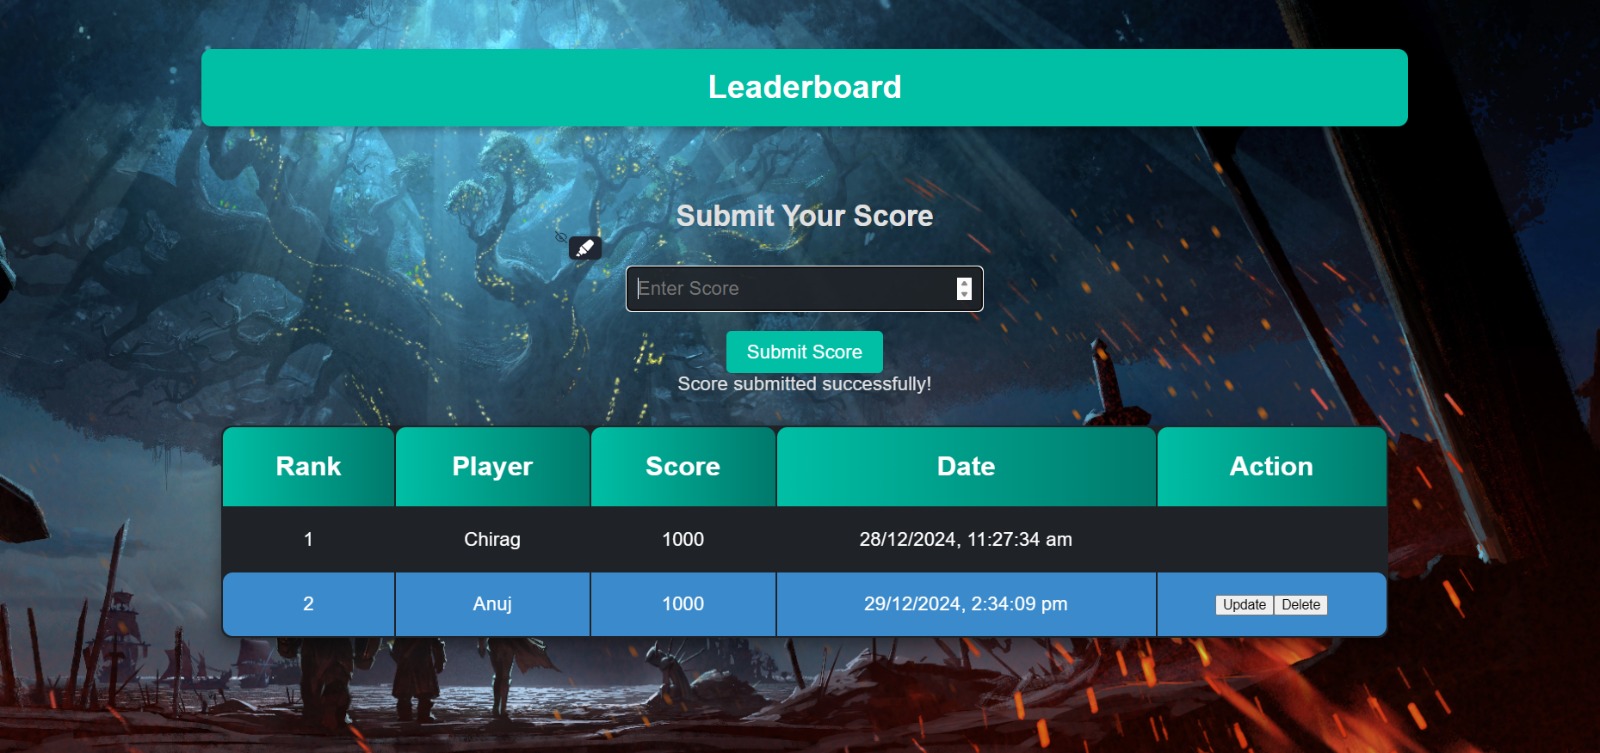 Leaderboard
Submit Your Score
Enter Score
Submit Score
Score submitted successfully!
Rank Player Score Date Action
1 Chirag 1000 28/12/2024, 11:27:34 am
2 Anuj 1000 29/12/2024, 2:34:09 pm Update Delete